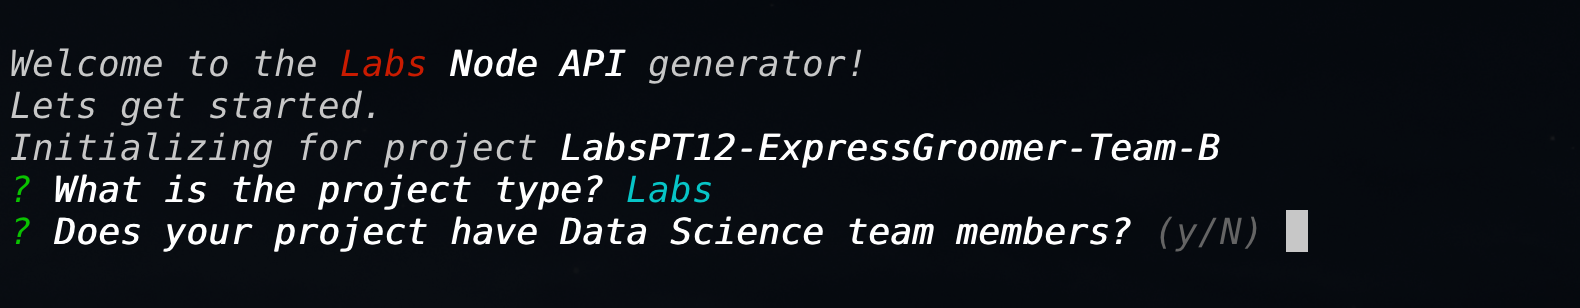 Welcome to the Labs Node API generator!
Lets get started.
Initializing for project LabsPT12-ExpressGroomer-Team-B
? What is the project type? Labs
? Does your project have Data Science team members? (y/N)